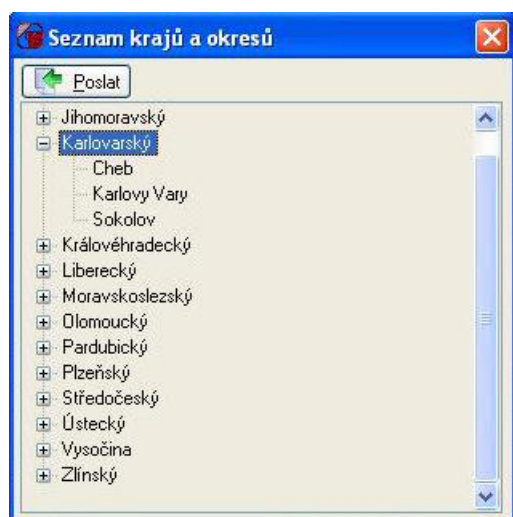 Seznam krajů a okresů
Poslat
Jihomoravský
Karlovarský
Cheb
Karlovy Vary
Sokolov
Královéhradecký
Liberecký
Moravskoslezský
Olomoucký
Pardubický
Plzeňský
Středočeský
Ústecký
Vysočina
Zlínský